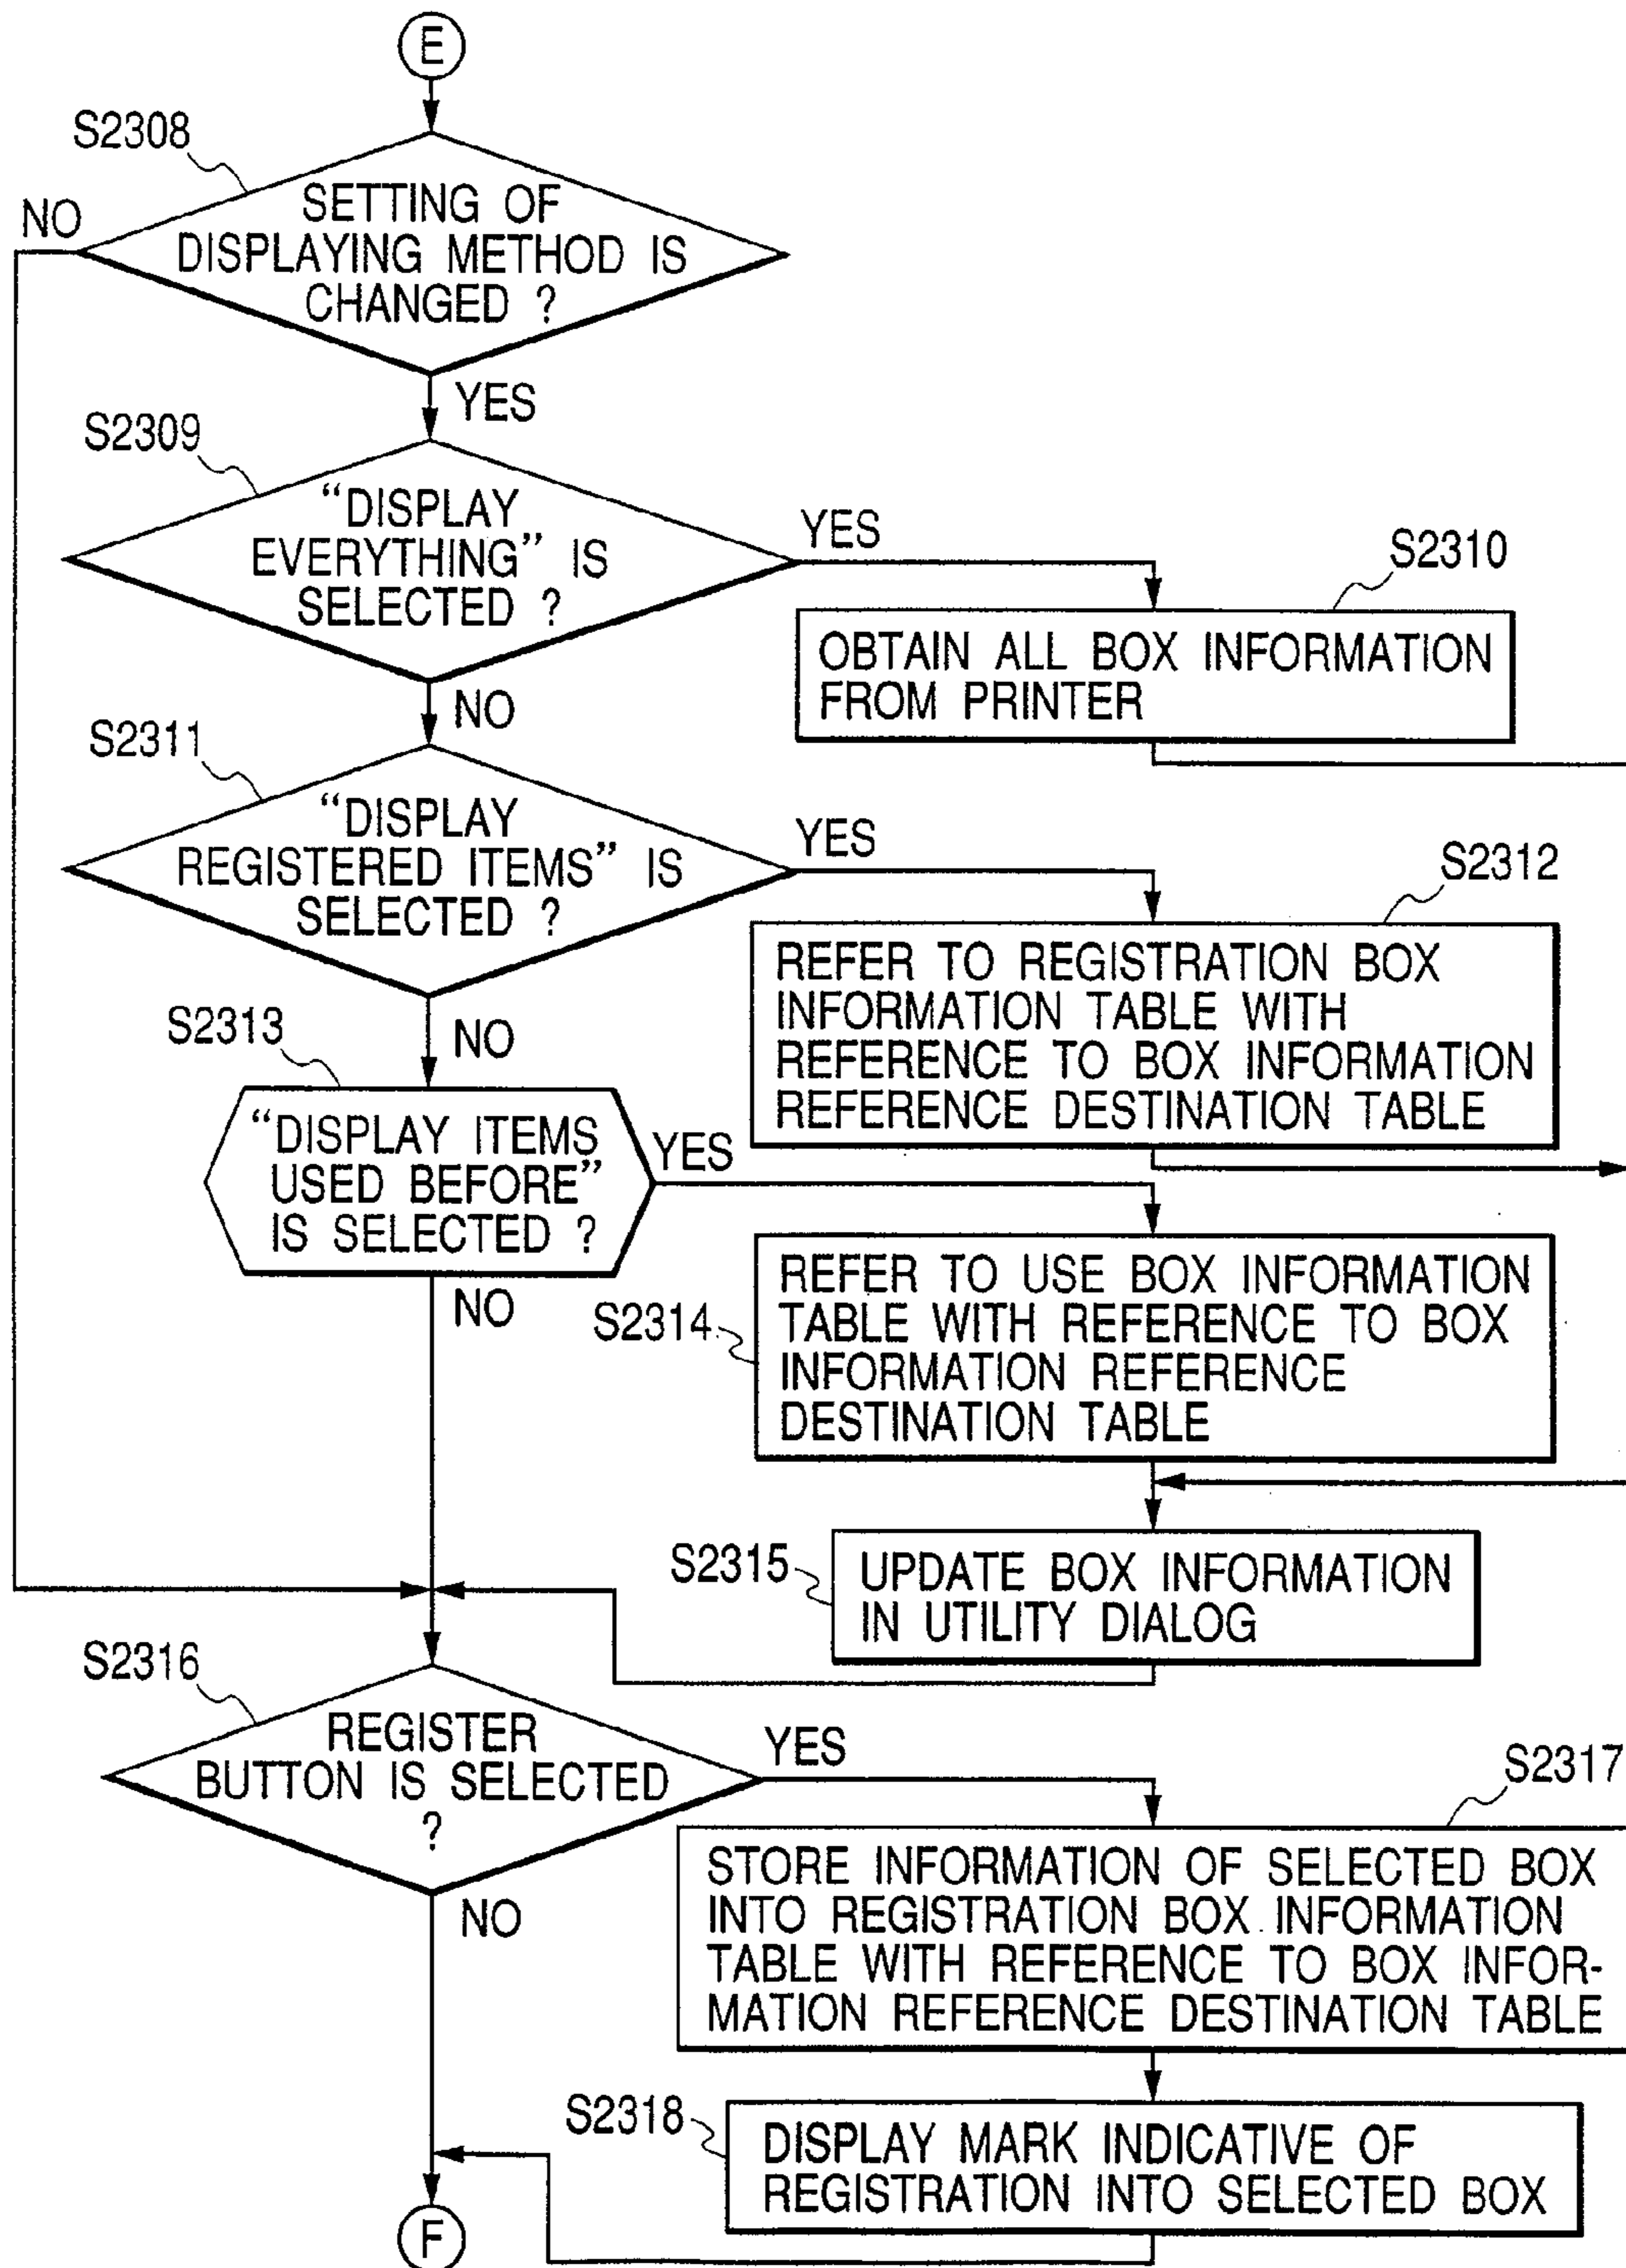 E
S2308
SETTING OF
DISPLAYING METHOD IS
CHANGED ?
NO
YES
S2309
“DISPLAY
EVERYTHING” IS
SELECTED ?
YES
NO
S2310
OBTAIN ALL BOX INFORMATION
FROM PRINTER
S2311
“DISPLAY
REGISTERED ITEMS” IS
SELECTED ?
YES
NO
S2312
REFER TO REGISTRATION BOX
INFORMATION TABLE WITH
REFERENCE TO BOX INFORMATION
REFERENCE DESTINATION TABLE
S2313
“DISPLAY ITEMS
USED BEFORE”
IS SELECTED ?
YES
NO
S2314
REFER TO USE BOX INFORMATION
TABLE WITH REFERENCE TO BOX
INFORMATION REFERENCE
DESTINATION TABLE
S2315
UPDATE BOX INFORMATION
IN UTILITY DIALOG
S2316
REGISTER
BUTTON IS SELECTED
?
YES
NO
S2317
STORE INFORMATION OF SELECTED BOX
INTO REGISTRATION BOX INFORMATION
TABLE WITH REFERENCE TO BOX INFOR-
MATION REFERENCE DESTINATION TABLE
S2318
DISPLAY MARK INDICATIVE OF
REGISTRATION INTO SELECTED BOX
F